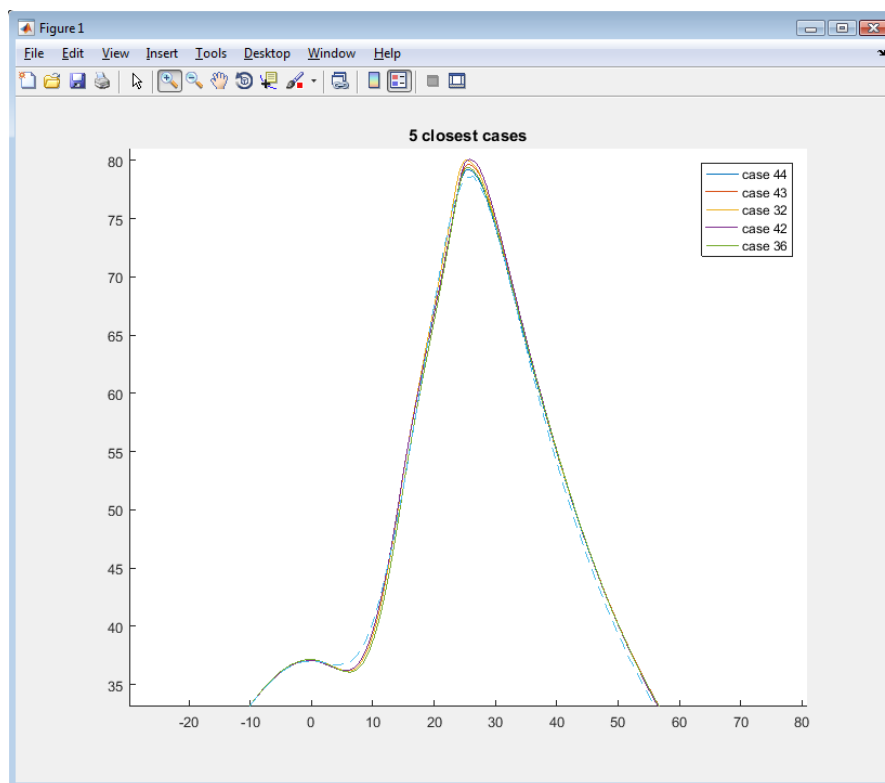 Figure 1
File Edit View Insert Tools Desktop Window Help
5 closest cases
80
75
70
65
60
55
50
45
40
35
-20 -10 0 10 20 30 40 50 60 70 80
case 44
case 43
case 32
case 42
case 36